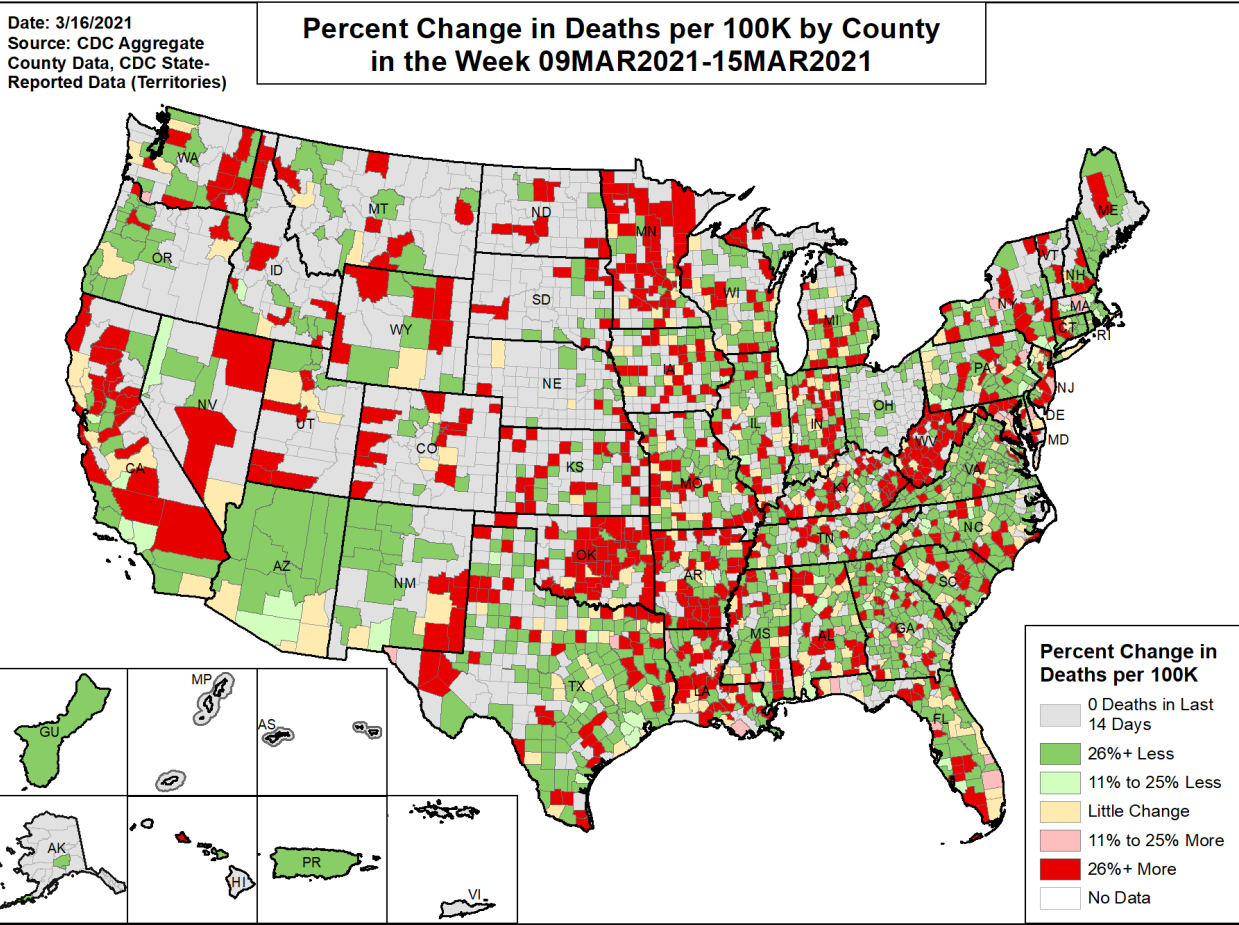 Date: 3/16/2021
Source: CDC Aggregate
County Data, CDC State-
Reported Data (Territories)
Percent Change in Deaths per 100K by County
in the Week 09MAR2021-15MAR2021
WA
MT
ND
MN
ME
OR
ID
SD
WI
MI
VT
NH
NY
MA
CT
RI
WY
IA
PA
NJ
NV
UT
NE
IL
IN
OH
DE
MD
CA
CO
KS
MO
WV
KY
VA
AZ
NM
OK
AR
TN
NC
SC
MS
AL
GA
TX
LA
FL
GU
MP
AS
AK
HI
PR
VI
Percent Change in
Deaths per 100K
0 Deaths in Last
14 Days
26%+ Less
11% to 25% Less
Little Change
11% to 25% More
26%+ More
No Data